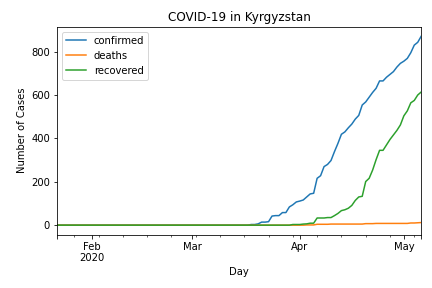 COVID-19 in Kyrgyzstan
confirmed
deaths
recovered
Number of Cases
800
600
400
200
0
Feb
2020
Mar
Apr
May
Day